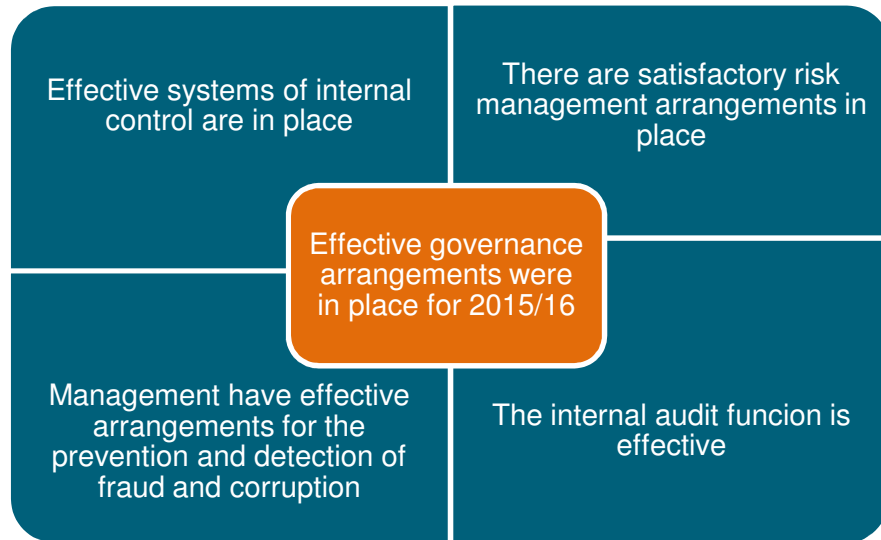 Effective systems of internal
control are in place
There are satisfactory risk
management arrangements in
place
Effective governance
arrangements were
in place for 2015/16
Management have effective
arrangements for the
prevention and detection of
fraud and corruption
The internal audit funcion is
effective